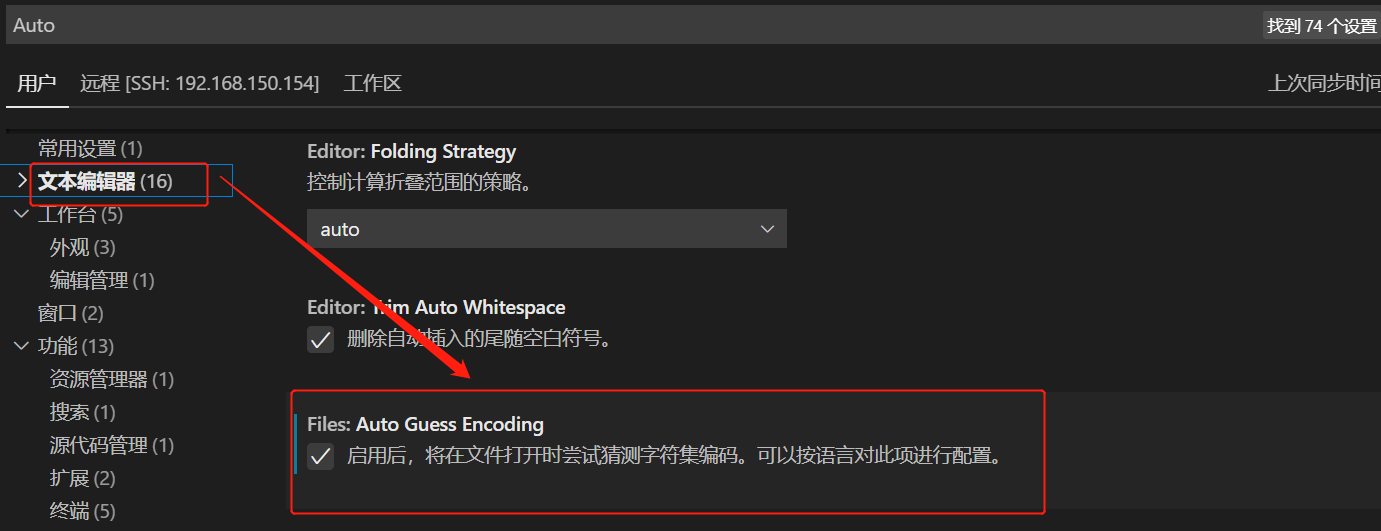 Auto
找到 74 个设置
用户
远程 [SSH: 192.168.150.154]
工作区
上次同步时间
常用设置 (1)
文本编辑器 (16)
工作台 (5)
外观 (3)
编辑管理 (1)
窗口 (2)
功能 (13)
资源管理器 (1)
搜索 (1)
源代码管理 (1)
扩展 (2)
终端 (5)
Editor: Folding Strategy
控制计算折叠范围的策略。
auto
Editor: Trim Auto Whitespace
删除自动插入的尾随空白符号。
Files: Auto Guess Encoding
启用后，将在文件打开时尝试猜测字符集编码。可以按语言对此项进行配置。